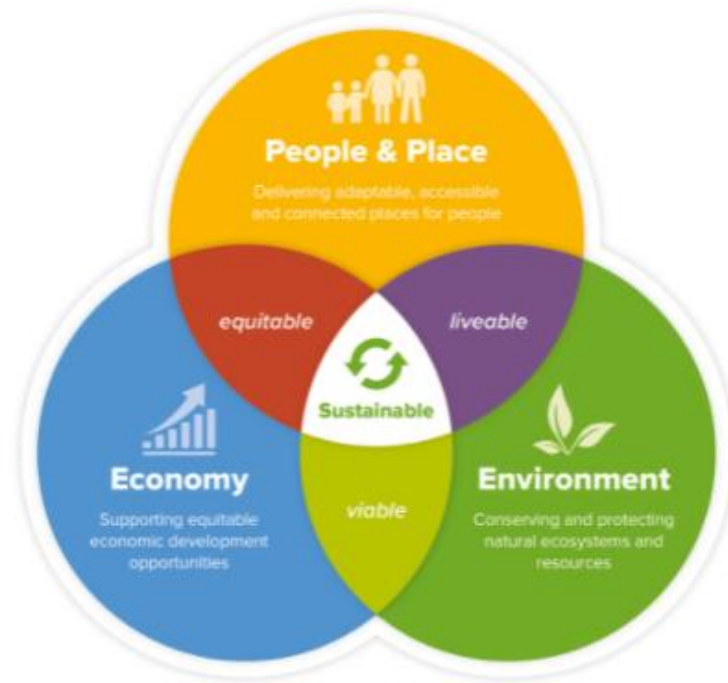 People & Place
Delivering adaptable, accessible
and connected places for people
equitable
liveable
Sustainable
Economy
Supporting equitable
economic development
opportunities
viable
Environment
Conserving and protecting
natural ecosystems and
resources